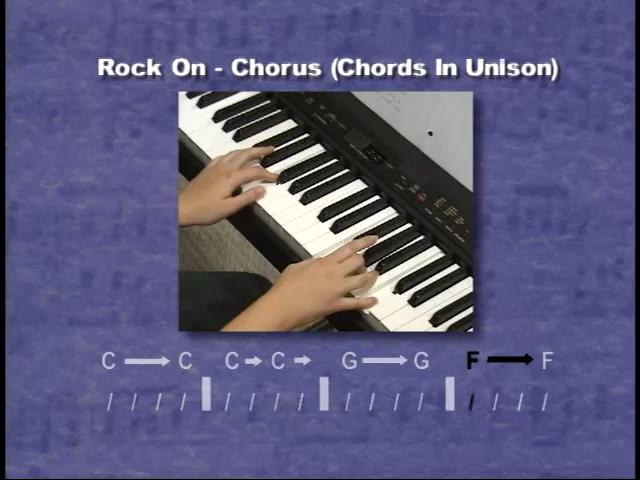 Rock On - Chorus (Chords In Unison)
C → C C → C → G → G F → F
/ / / / | / / / / | / / / / | / / / /